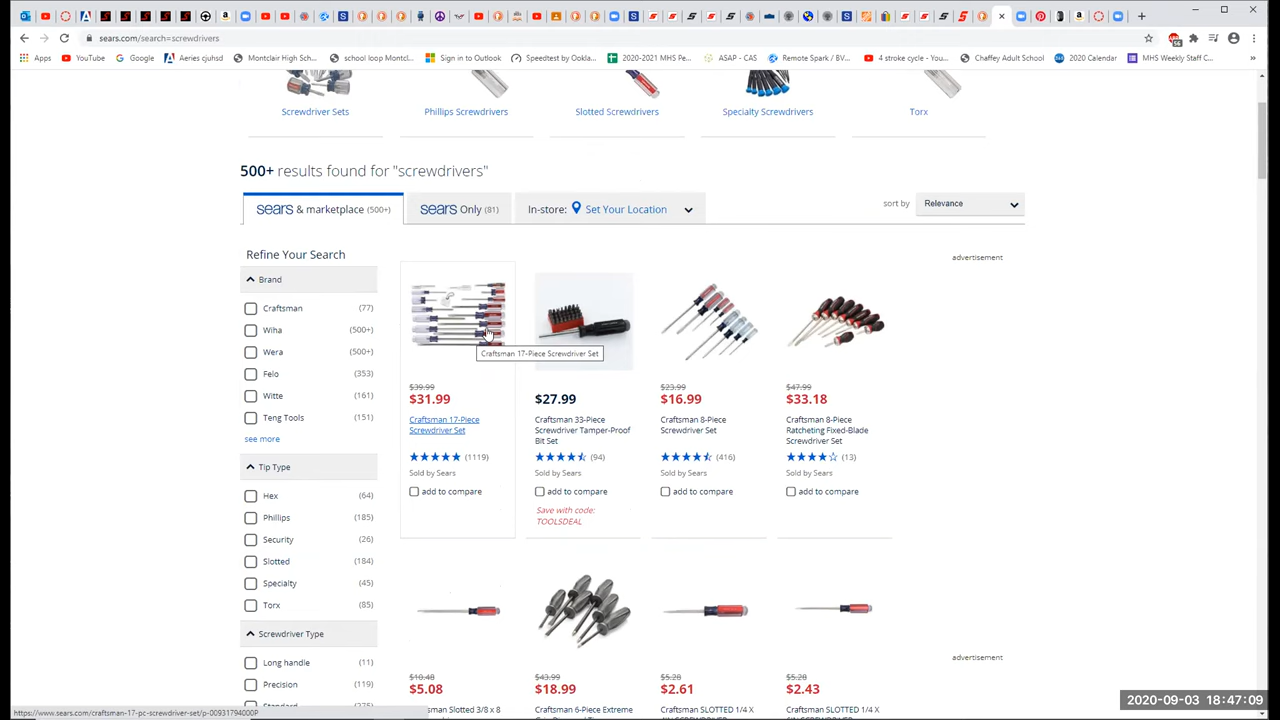 sears.com/search=screwdrivers
Apps YouTube Google Aeries cjuhsd Montclair High Sch... school loop Montcl... Sign in to Outlook Speedtest by Ookla... 2020-2021 MHS Pe... ASAP - CAS Remote Spark / BV... 4 stroke cycle - You... Chaffey Adult School 2020 Calendar MHS Weekly Staff C... »
Screwdriver Sets Phillips Screwdrivers Slotted Screwdrivers Specialty Screwdrivers Torx
500+ results found for "screwdrivers"
sears & marketplace (500+) sears Only (81) In-store: Set Your Location sort by Relevance
Refine Your Search
advertisement
Brand
Craftsman (77)
Wiha (500+)
Wera (500+)
Felo (353)
Witte (161)
Teng Tools (151)
see more
Tip Type
Hex (64)
Phillips (185)
Security (26)
Slotted (184)
Specialty (45)
Torx (85)
Screwdriver Type
Long handle (11)
Precision (119)
Craftsman 17-Piece Screwdriver Set
$39.99
$31.99
Craftsman 17-Piece
Screwdriver Set
(1119)
Sold by Sears
add to compare
$27.99
Craftsman 33-Piece
Screwdriver Tamper-Proof
Bit Set
(94)
Sold by Sears
add to compare
Save with code:
TOOLSDEAL
$23.99
$16.99
Craftsman 8-Piece
Screwdriver Set
(416)
Sold by Sears
add to compare
$47.99
$33.18
Craftsman 8-Piece
Ratcheting Fixed-Blade
Screwdriver Set
(13)
Sold by Sears
add to compare
advertisement
$10.48
$5.08
Craftsman Slotted 3/8 x 8
$43.99
$18.99
Craftsman 6-Piece Extreme
$5.28
$2.61
Craftsman SLOTTED 1/4 X
$5.28
$2.43
Craftsman SLOTTED 1/4 X
https://www.sears.com/craftsman-17-pc-screwdriver-set/p-00931794000P
2020-09-03 18:47:09